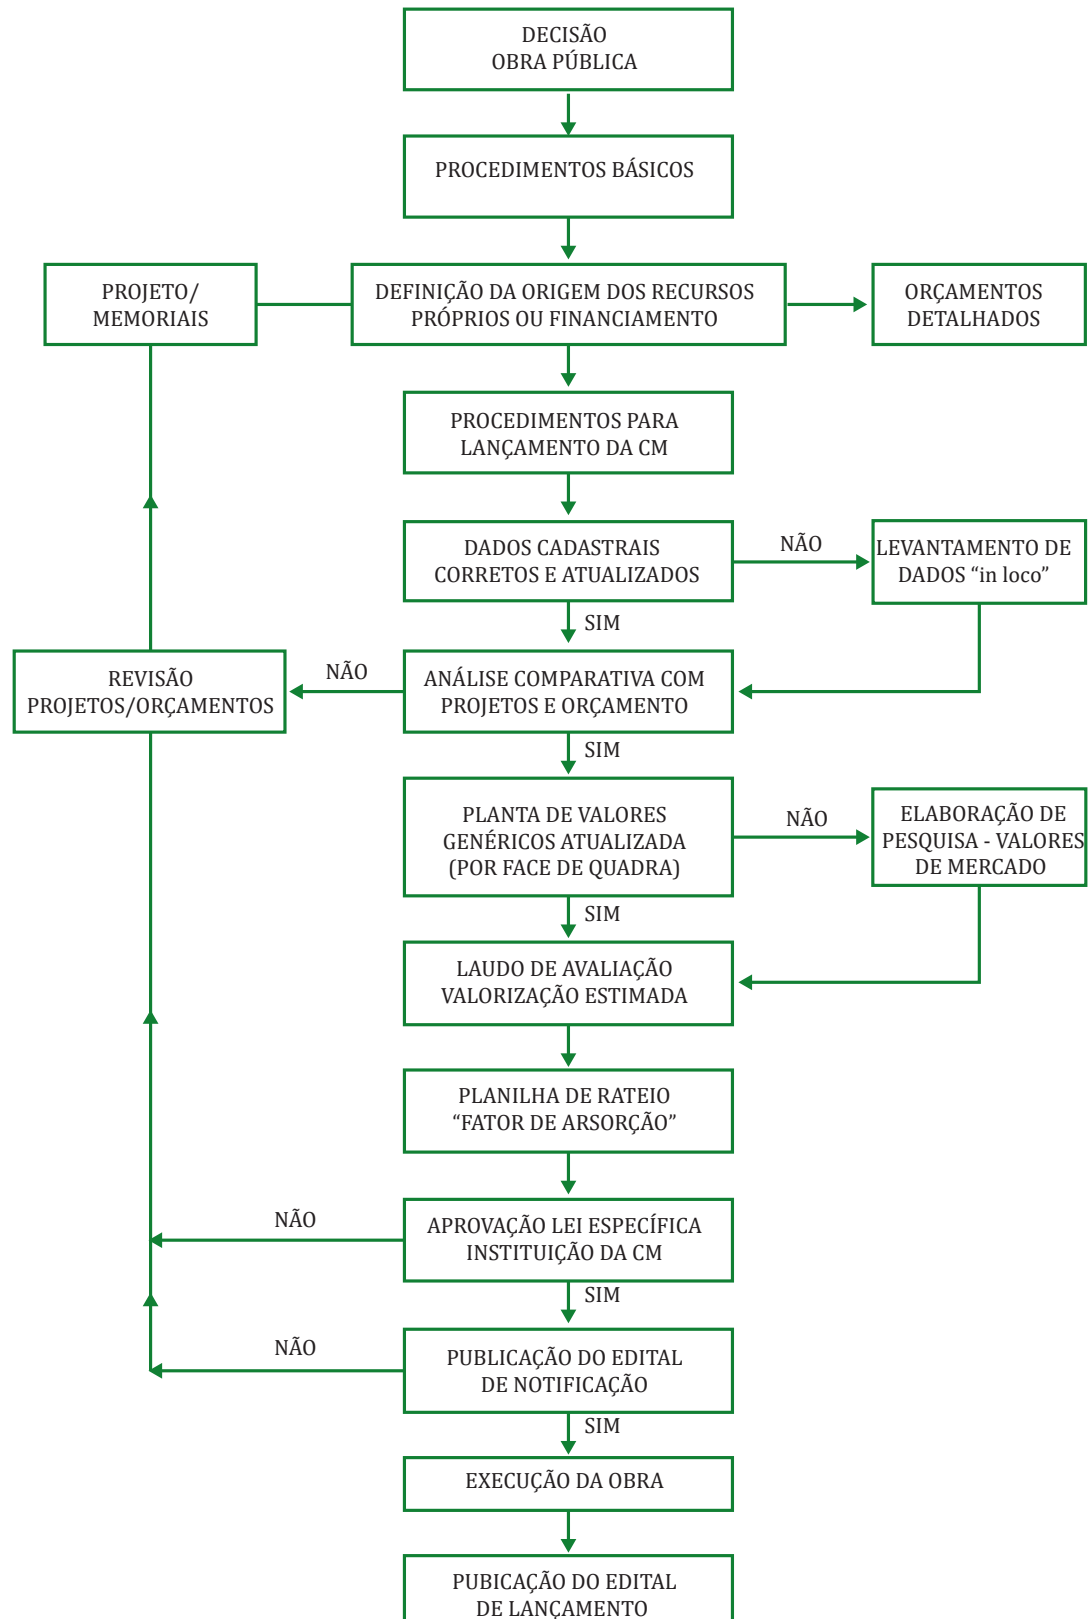 DECISÃO
OBRA PÚBLICA
PROCEDIMENTOS BÁSICOS
PROJETO/
MEMORIAIS
DEFINIÇÃO DA ORIGEM DOS RECURSOS
PRÓPRIOS OU FINANCIAMENTO
ORÇAMENTOS
DETALHADOS
PROCEDIMENTOS PARA
LANÇAMENTO DA CM
DADOS CADASTRAIS
CORRETOS E ATUALIZADOS
NÃO
LEVANTAMENTO DE
DADOS “in loco”
SIM
REVISÃO
PROJETOS/ORÇAMENTOS
NÃO
ANÁLISE COMPARATIVA COM
PROJETOS E ORÇAMENTO
SIM
PLANTA DE VALORES
GENÉRICOS ATUALIZADA
(POR FACE DE QUADRA)
NÃO
ELABORAÇÃO DE
PESQUISA - VALORES
DE MERCADO
SIM
LAUDO DE AVALIAÇÃO
VALORIZAÇÃO ESTIMADA
PLANILHA DE RATEIO
“FATOR DE ARSORÇÃO”
NÃO
APROVAÇÃO LEI ESPECÍFICA
INSTITUIÇÃO DA CM
SIM
NÃO
PUBLICAÇÃO DO EDITAL
DE NOTIFICAÇÃO
SIM
EXECUÇÃO DA OBRA
PUBICAÇÃO DO EDITAL
DE LANÇAMENTO